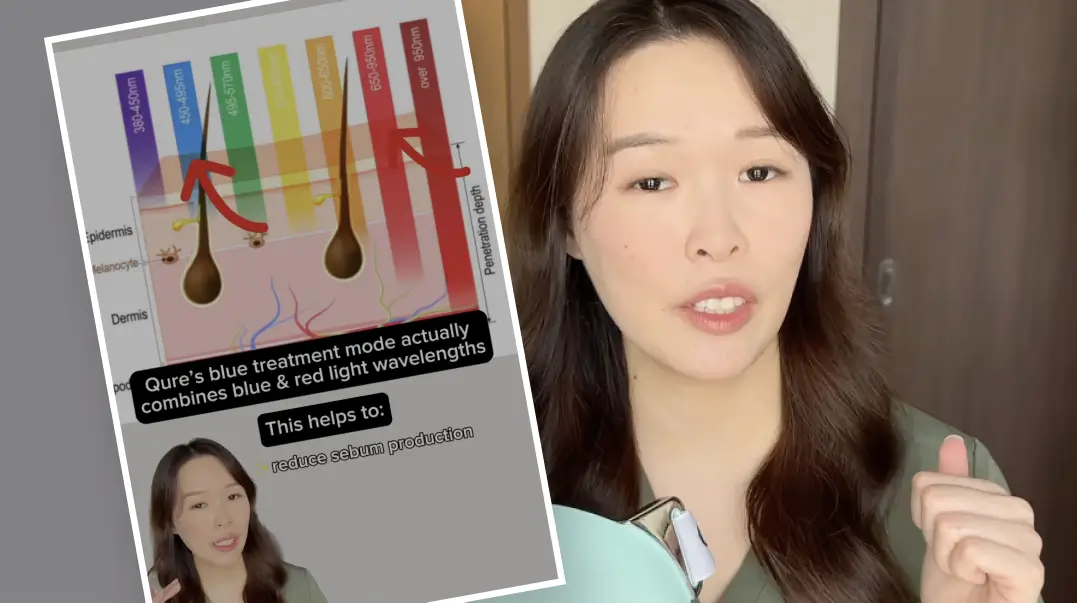 380-450nm
450-495nm
495-570nm
650-950nm
over 950nm
Epidermis
Melanocyte
Dermis
Penetration depth
Qure's blue treatment mode actually
combines blue & red light wavelengths
This helps to:
reduce sebum production